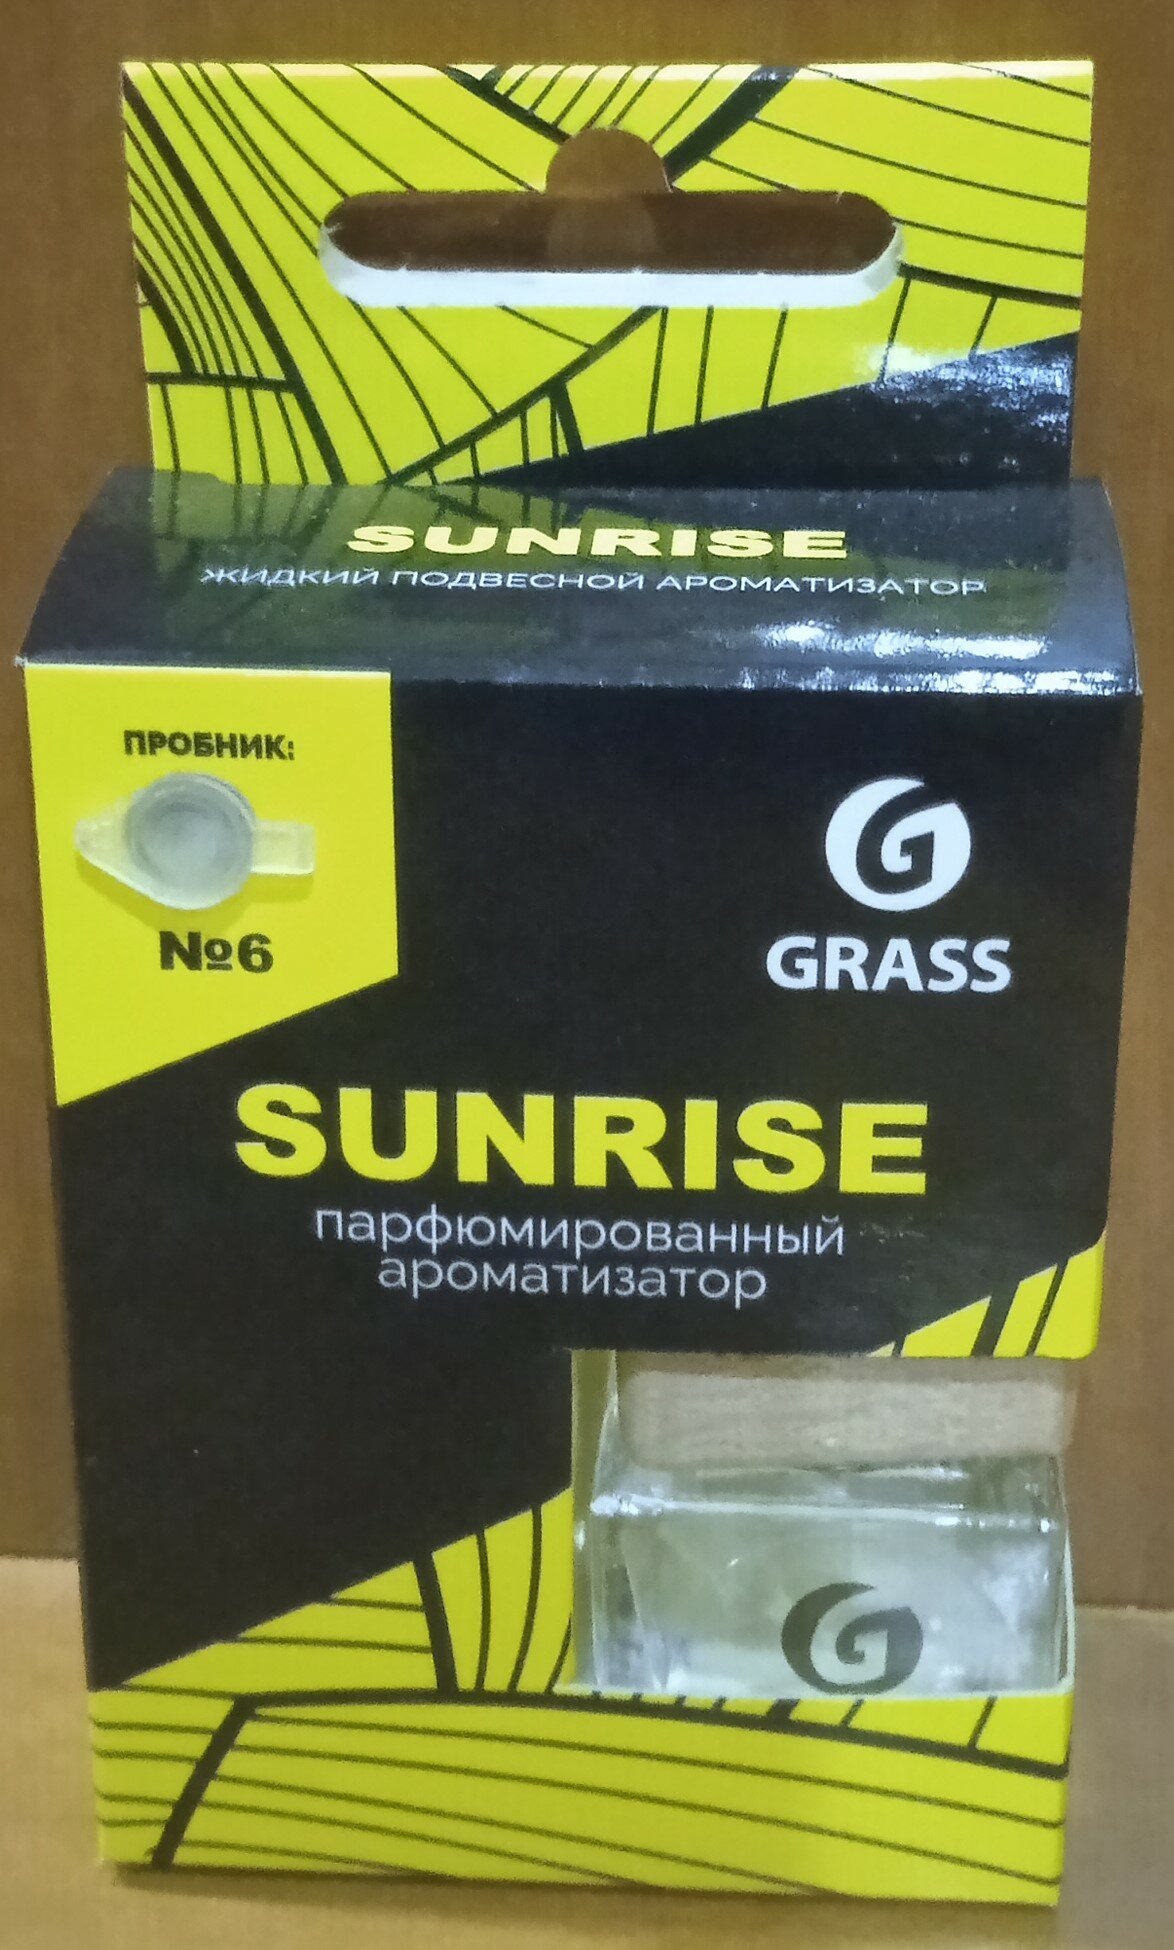 SUNRISE
ЖИДКИЙ ПОДВЕСНОЙ АРОМАТИЗАТОР
ПРОБНИК:
№6
G
GRASS
SUNRISE
парфюмированный
ароматизатор
G